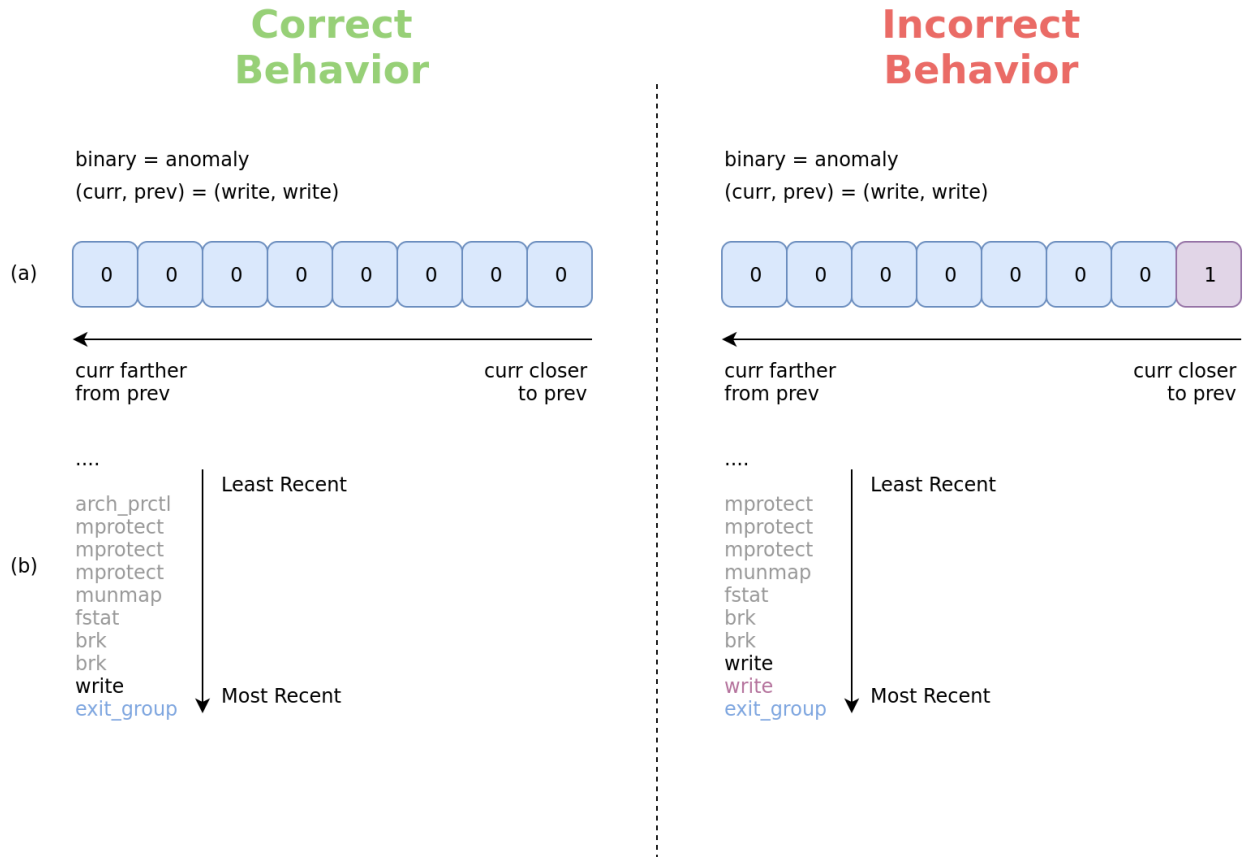 Correct
Behavior
binary = anomaly
(curr, prev) = (write, write)
(a)
0 0 0 0 0 0 0 0
curr farther
from prev
curr closer
to prev
....
Least Recent
arch_prctl
mprotect
mprotect
mprotect
(b)
munmap
fstat
brk
brk
write
Most Recent
exit_group
Incorrect
Behavior
binary = anomaly
(curr, prev) = (write, write)
0 0 0 0 0 0 0 1
curr farther
from prev
curr closer
to prev
....
Least Recent
mprotect
mprotect
mprotect
munmap
fstat
brk
brk
write
write
Most Recent
exit_group